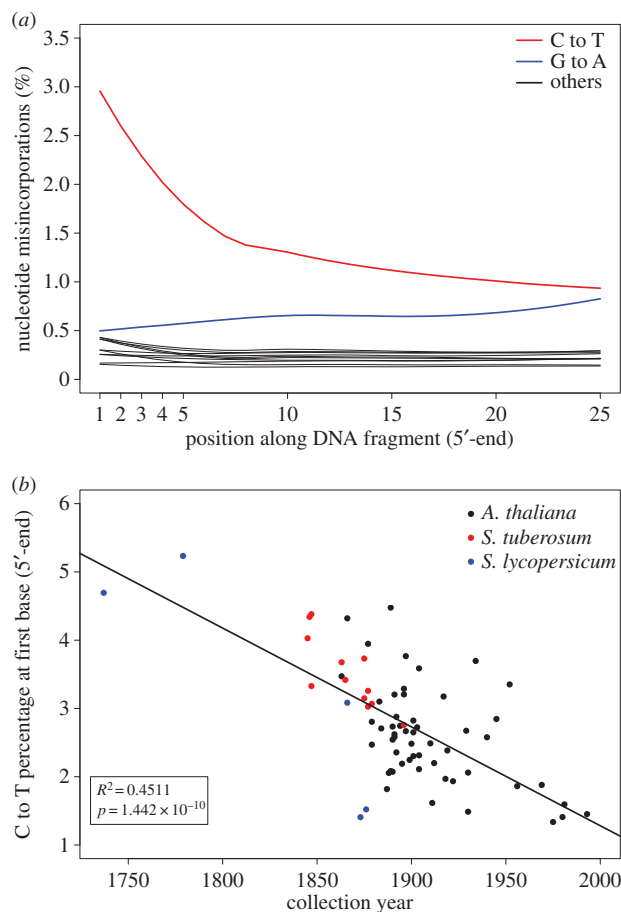 (a)
C to T
G to A
others
nucleotide misincorporations (%)
3.5
3.0
2.5
2.0
1.5
1.0
0.5
0
1 2 3 4 5 10 15 20 25
position along DNA fragment (5′-end)
(b)
A. thaliana
S. tuberosum
S. lycopersicum
C to T percentage at first base (5′-end)
6
5
4
3
2
1
R² = 0.4511
p = 1.442 × 10⁻¹⁰
1750 1800 1850 1900 1950 2000
collection year